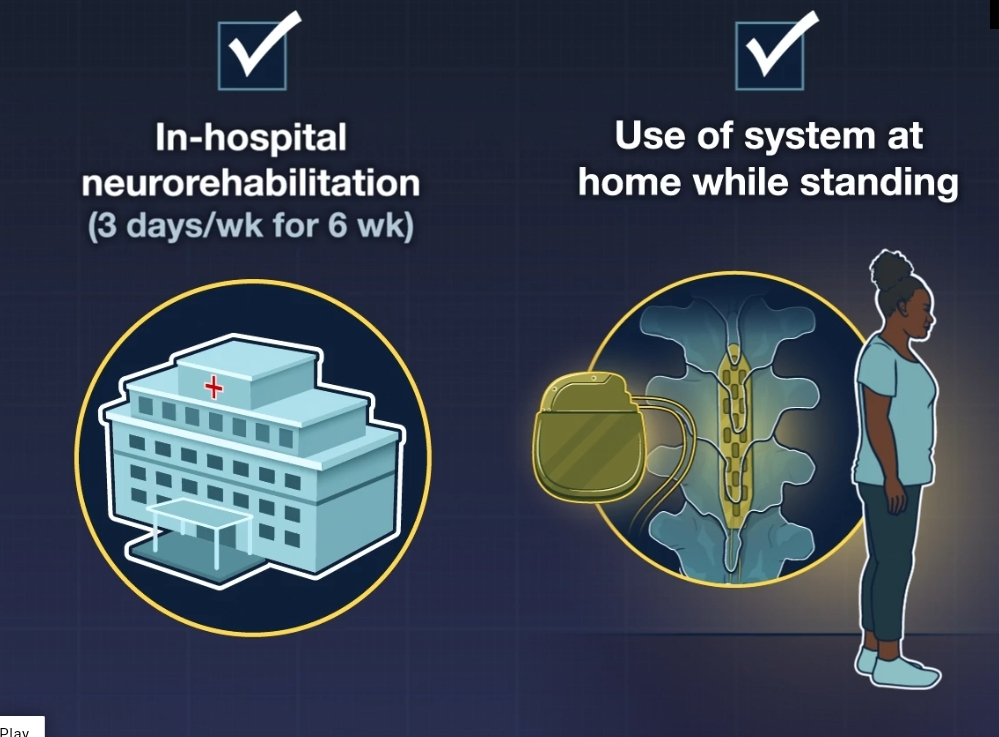 In-hospital
neurorehabilitation
(3 days/wk for 6 wk)
Use of system at
home while standing
Play